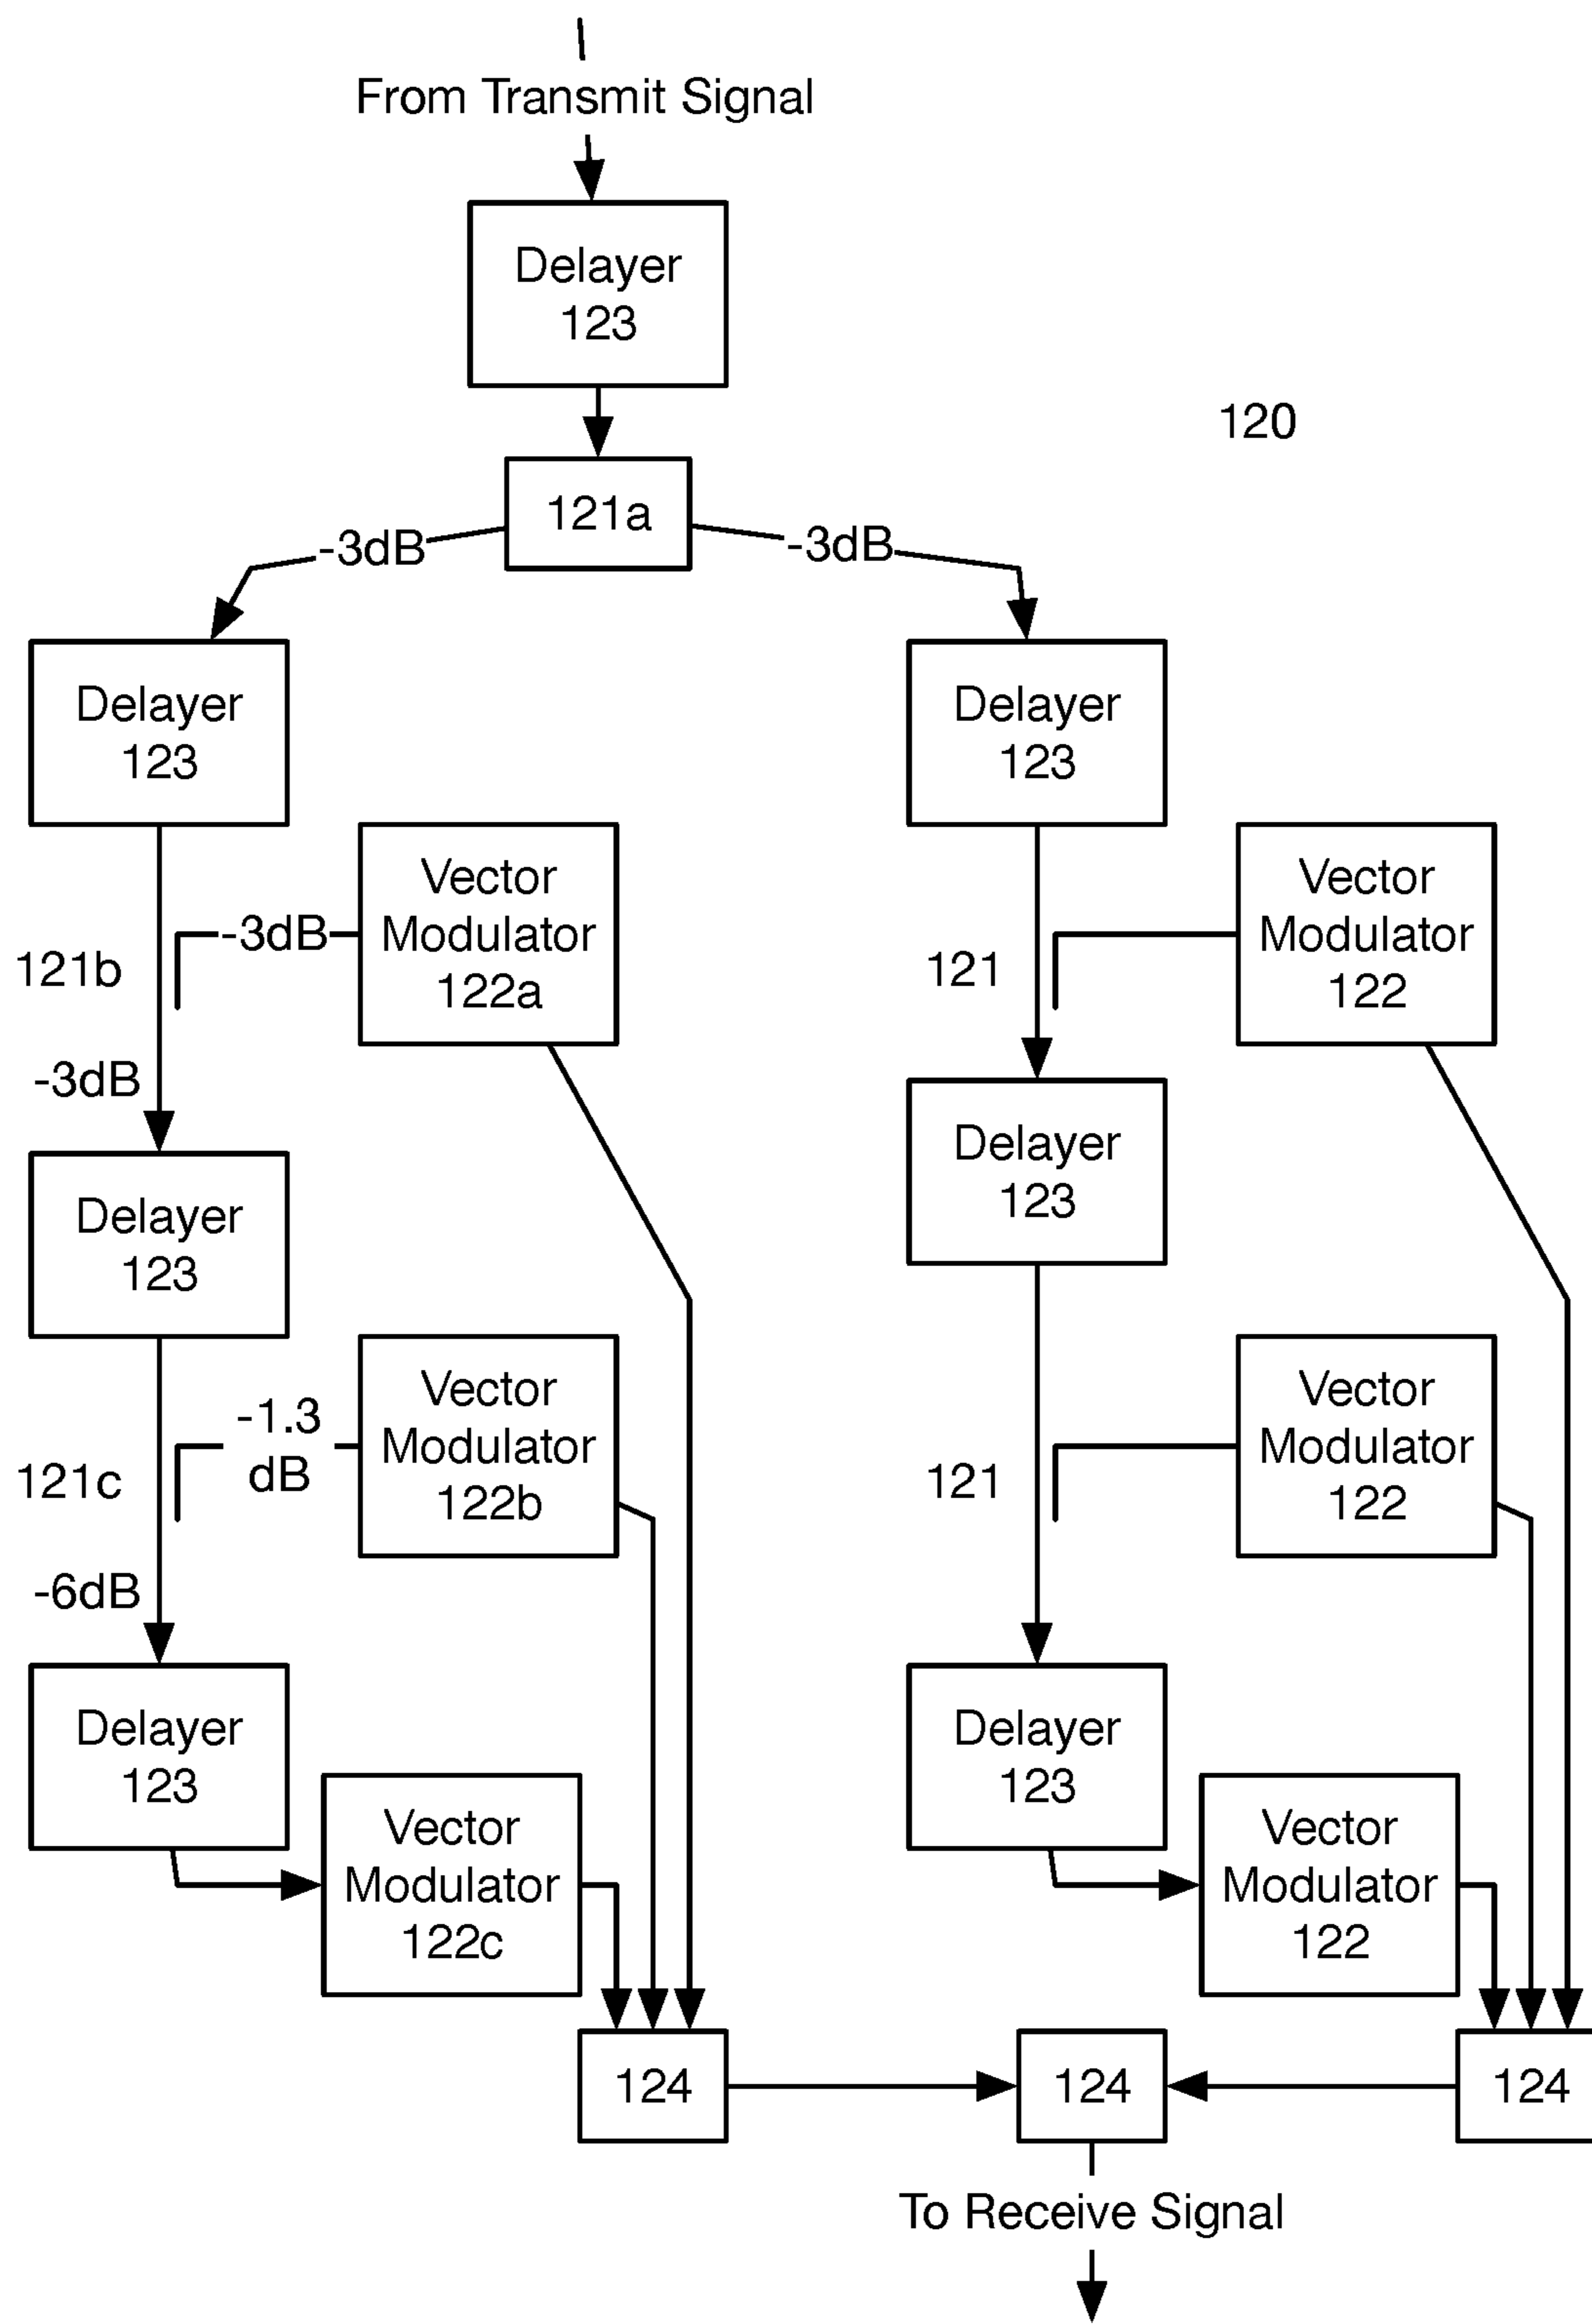 From Transmit Signal
Delayer
123
120
121a
-3dB
-3dB
Delayer
123
Delayer
123
Vector
Modulator
122a
-3dB
121b
-3dB
Vector
Modulator
122
121
Delayer
123
Delayer
123
Vector
Modulator
122b
-1.3
dB
121c
-6dB
Vector
Modulator
122
121
Delayer
123
Vector
Modulator
122c
Delayer
123
Vector
Modulator
122
124
124
124
To Receive Signal